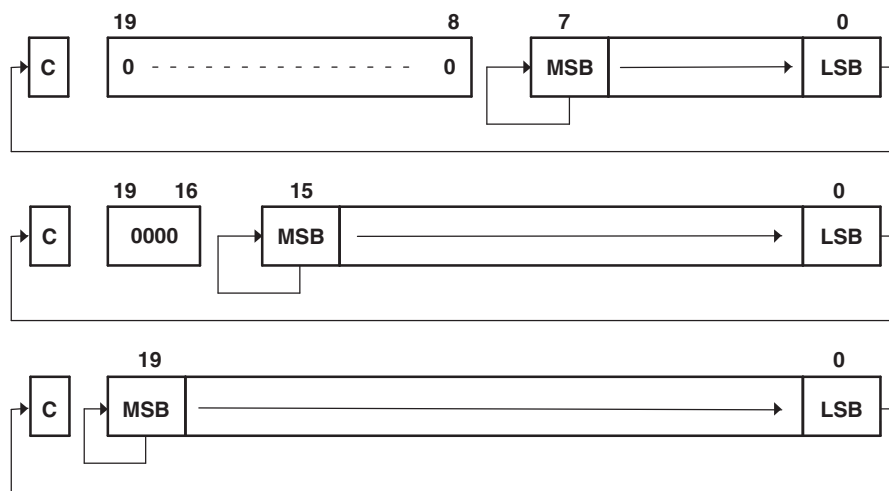 19 8 7 0
C 0 0 MSB LSB
19 16 15 0
C 0000 MSB LSB
19 0
C MSB LSB